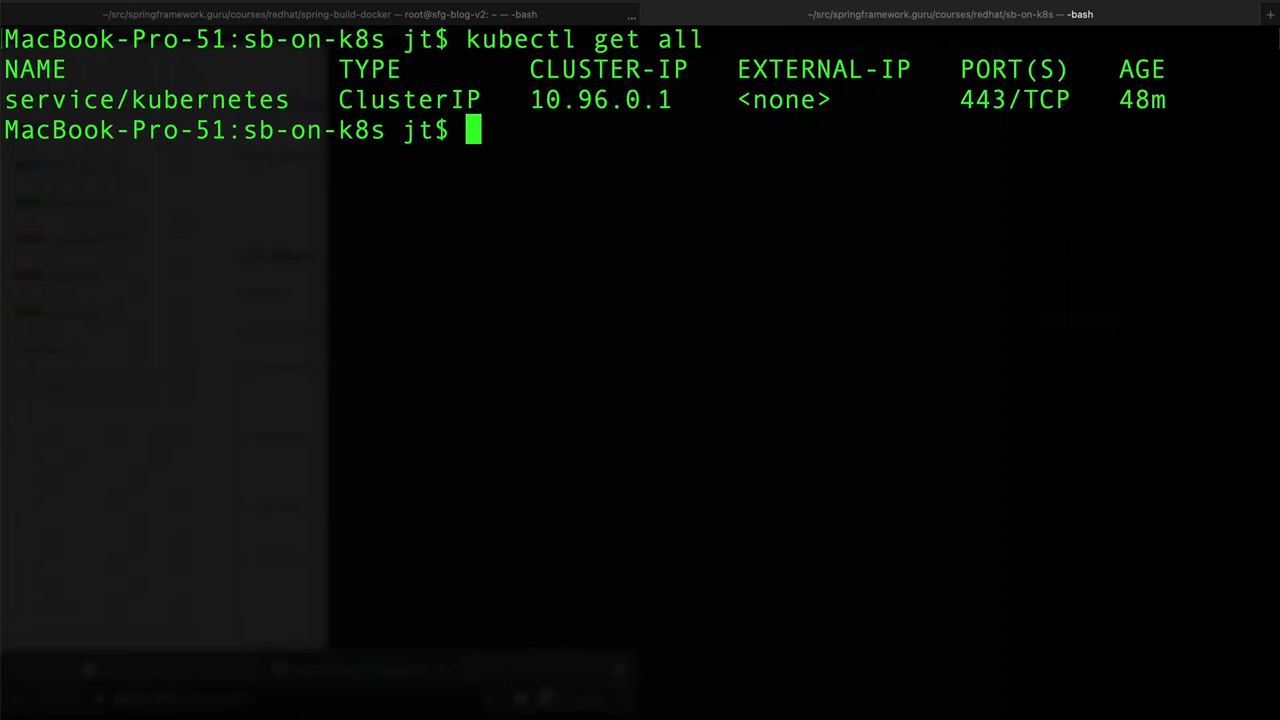 ~/src/springframework.guru/courses/redhat/spring-build-docker — root@sfg-blog-v2: ~ — -bash ... ~/src/springframework.guru/courses/redhat/sb-on-k8s — -bash +
MacBook-Pro-51:sb-on-k8s jt$ kubectl get all
NAME TYPE CLUSTER-IP EXTERNAL-IP PORT(S) AGE
service/kubernetes ClusterIP 10.96.0.1 <none> 443/TCP 48m
MacBook-Pro-51:sb-on-k8s jt$